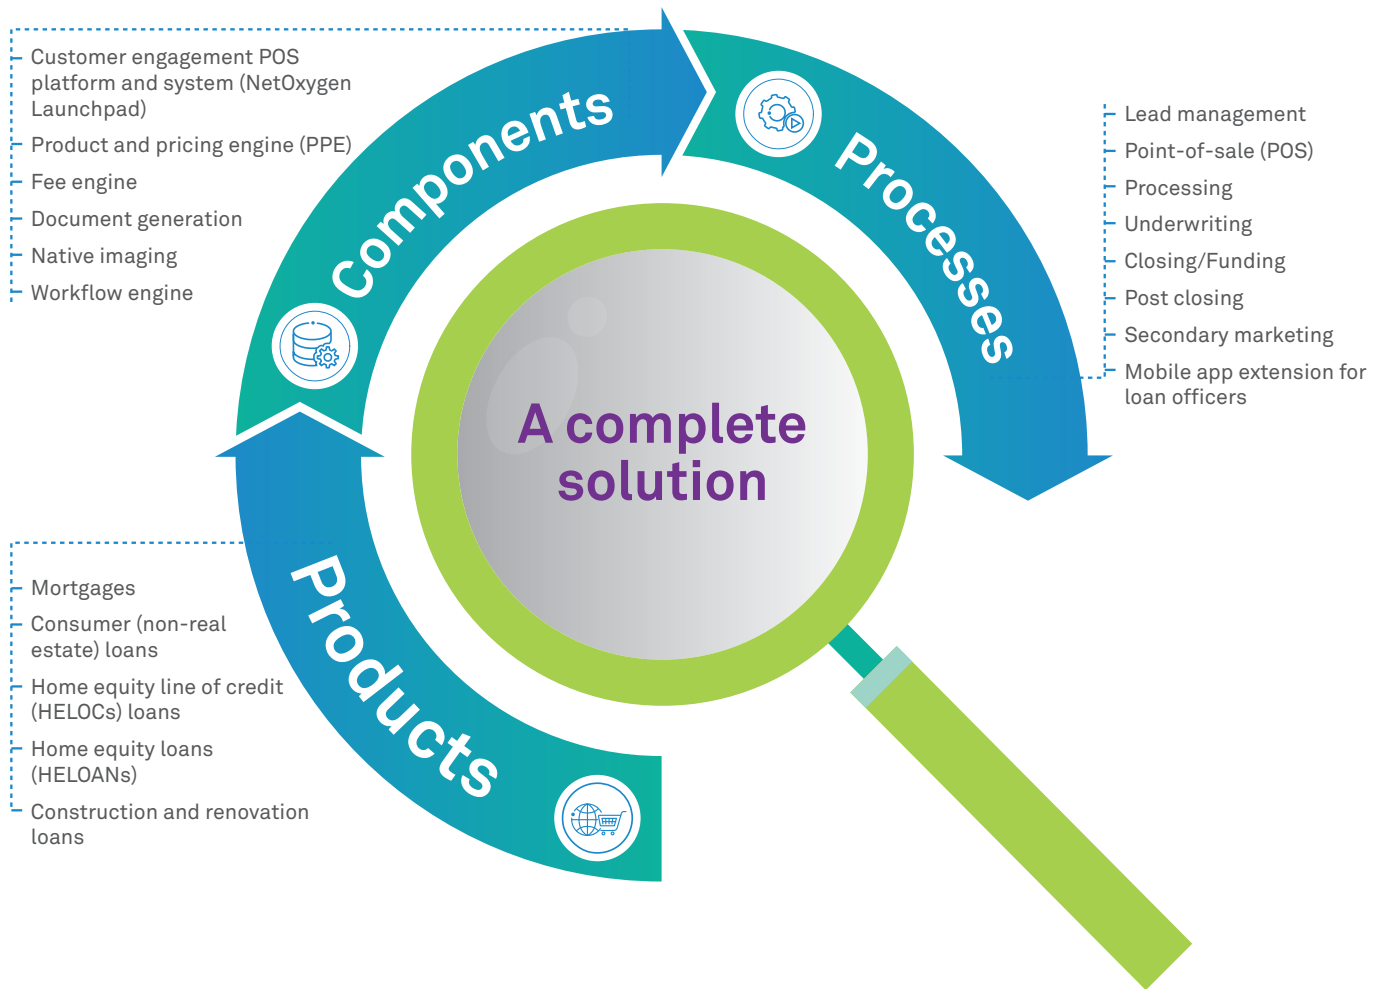 Customer engagement POS
platform and system (NetOxygen
Launchpad)
Product and pricing engine (PPE)
Fee engine
Document generation
Native imaging
Workflow engine
Components
Processes
Lead management
Point-of-sale (POS)
Processing
Underwriting
Closing/Funding
Post closing
Secondary marketing
Mobile app extension for
loan officers
A complete
solution
Products
Mortgages
Consumer (non-real
estate) loans
Home equity line of credit
(HELOCs) loans
Home equity loans
(HELOANs)
Construction and renovation
loans